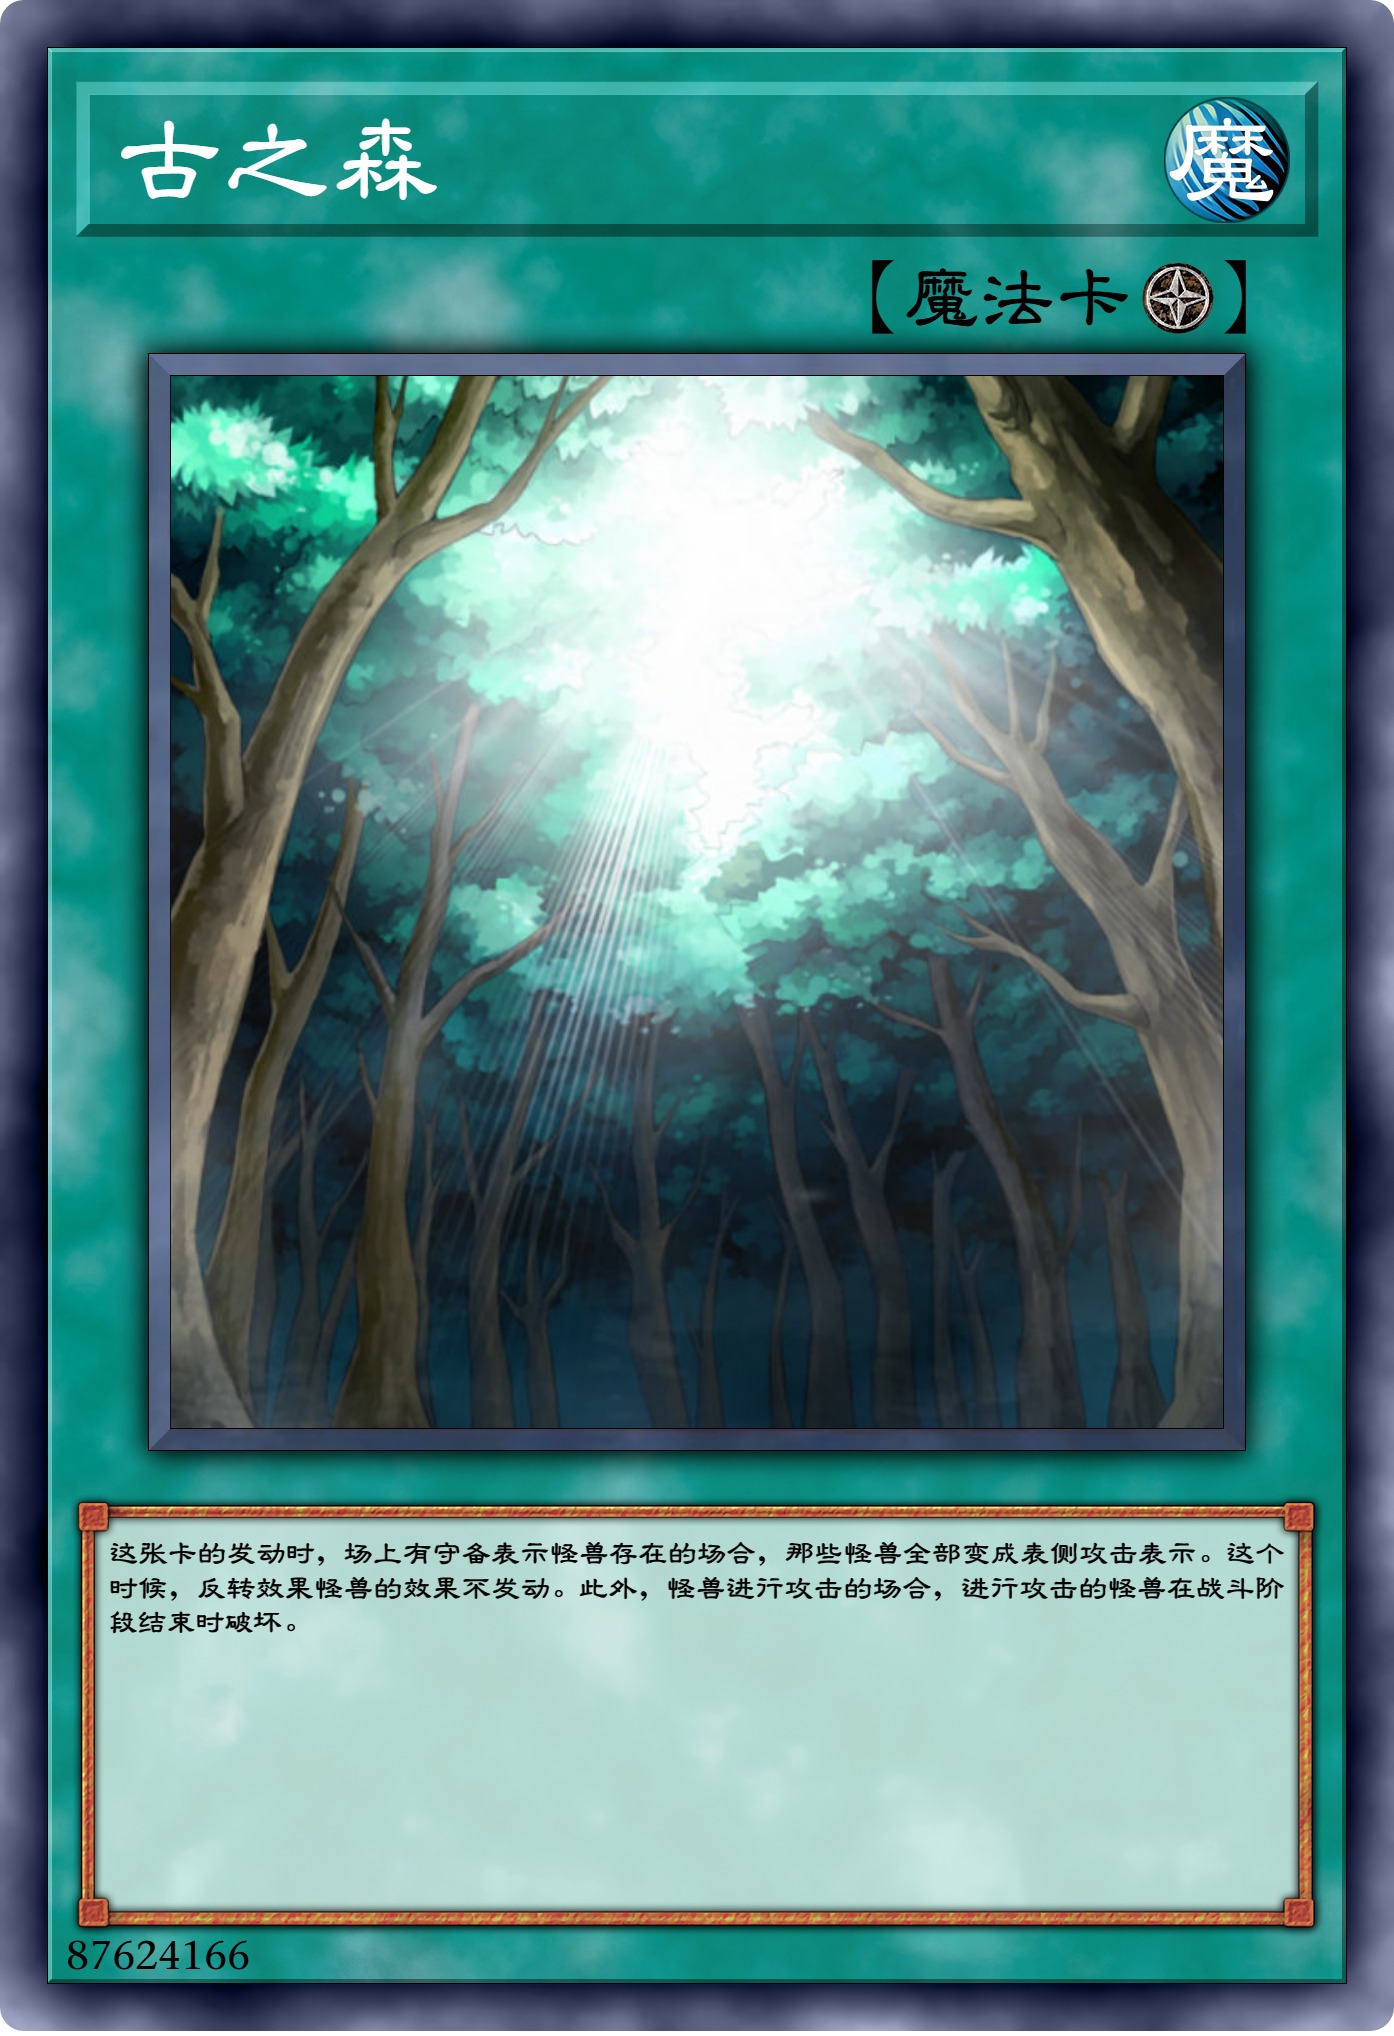 古之森 魔
【魔法卡】
这张卡的发动时，场上有守备表示怪兽存在的场合，那些怪兽全部变成表侧攻击表示。这个
时候，反转效果怪兽的效果不发动。此外，怪兽进行攻击的场合，进行攻击的怪兽在战斗阶
段结束时破坏。
87624166